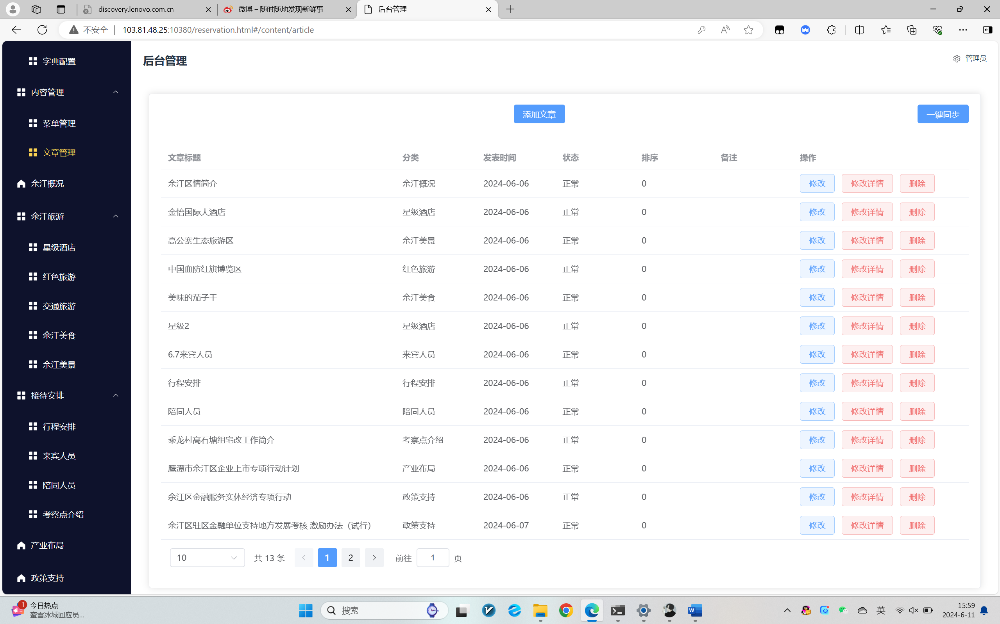 discovery.lenovo.com.cn
微博 – 随时随地发现新鲜事
后台管理
不安全
103.81.48.25:10380/reservation.html#/content/article
字典配置
内容管理
菜单管理
文章管理
余江概况
余江旅游
星级酒店
红色旅游
交通旅游
余江美食
余江美景
接待安排
行程安排
来宾人员
陪同人员
考察点介绍
产业布局
政策支持
后台管理
管理员
添加文章
一键同步
文章标题 分类 发表时间 状态 排序 备注 操作
余江区情简介 余江概况 2024-06-06 正常 0 修改 修改详情 删除
金怡国际大酒店 星级酒店 2024-06-06 正常 0 修改 修改详情 删除
高公寨生态旅游区 余江美景 2024-06-06 正常 0 修改 修改详情 删除
中国血防红旗博览区 红色旅游 2024-06-06 正常 0 修改 修改详情 删除
美味的茄子干 余江美食 2024-06-06 正常 0 修改 修改详情 删除
星级2 星级酒店 2024-06-06 正常 0 修改 修改详情 删除
6.7来宾人员 来宾人员 2024-06-06 正常 0 修改 修改详情 删除
行程安排 行程安排 2024-06-06 正常 0 修改 修改详情 删除
陪同人员 陪同人员 2024-06-06 正常 0 修改 修改详情 删除
乘龙村高石塘组宅改工作简介 考察点介绍 2024-06-06 正常 0 修改 修改详情 删除
鹰潭市余江区企业上市专项行动计划 产业布局 2024-06-06 正常 0 修改 修改详情 删除
余江区金融服务实体经济专项行动 政策支持 2024-06-06 正常 0 修改 修改详情 删除
余江区驻区金融单位支持地方发展考核 激励办法（试行） 政策支持 2024-06-07 正常 0 修改 修改详情 删除
10 共 13 条 1 2 前往 1 页
1
今日热点
蜜雪冰城回应员...
搜索
英
15:59
2024-6-11